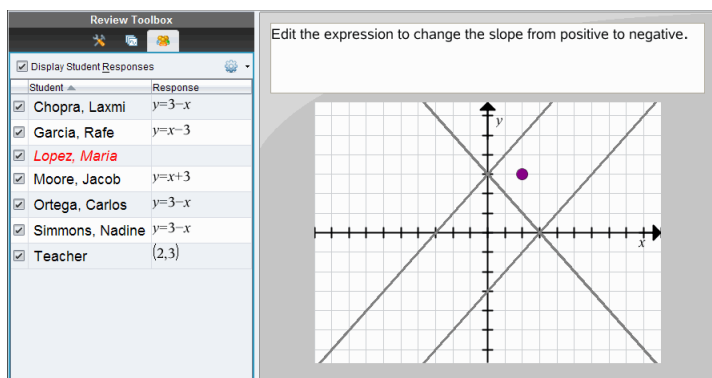 Review Toolbox
Edit the expression to change the slope from positive to negative.
Display Student Responses
Student Response
Chopra, Laxmi y=3−x
Garcia, Rafe y=x−3
Lopez, Maria
Moore, Jacob y=x+3
Ortega, Carlos y=3−x
Simmons, Nadine y=3−x
Teacher (2,3)
y
x